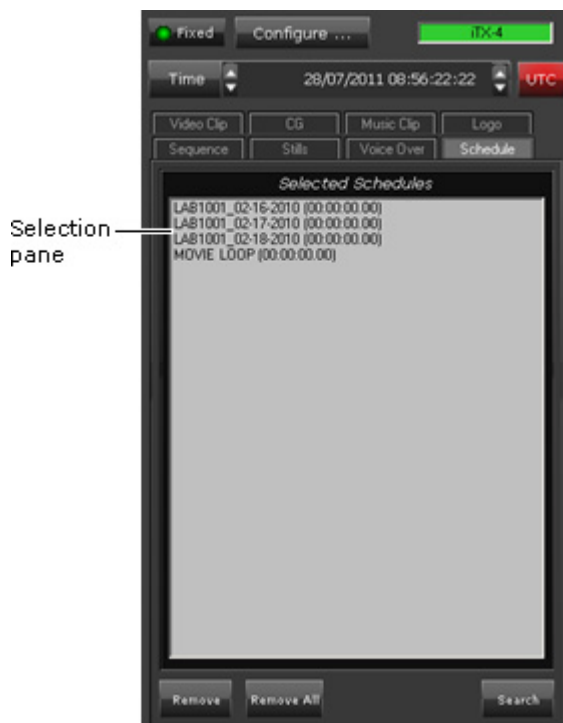 Fixed Configure ... iTX-4
Time 28/07/2011 08:56:22:22 UTC
Video Clip CG Music Clip Logo
Sequence Stills Voice Over Schedule
Selected Schedules
LAB1001_02-16-2010 (00:00:00.00)
LAB1001_02-17-2010 (00:00:00.00)
LAB1001_02-18-2010 (00:00:00.00)
MOVIE LOOP (00:00:00.00)
Selection
pane
Remove Remove All Search